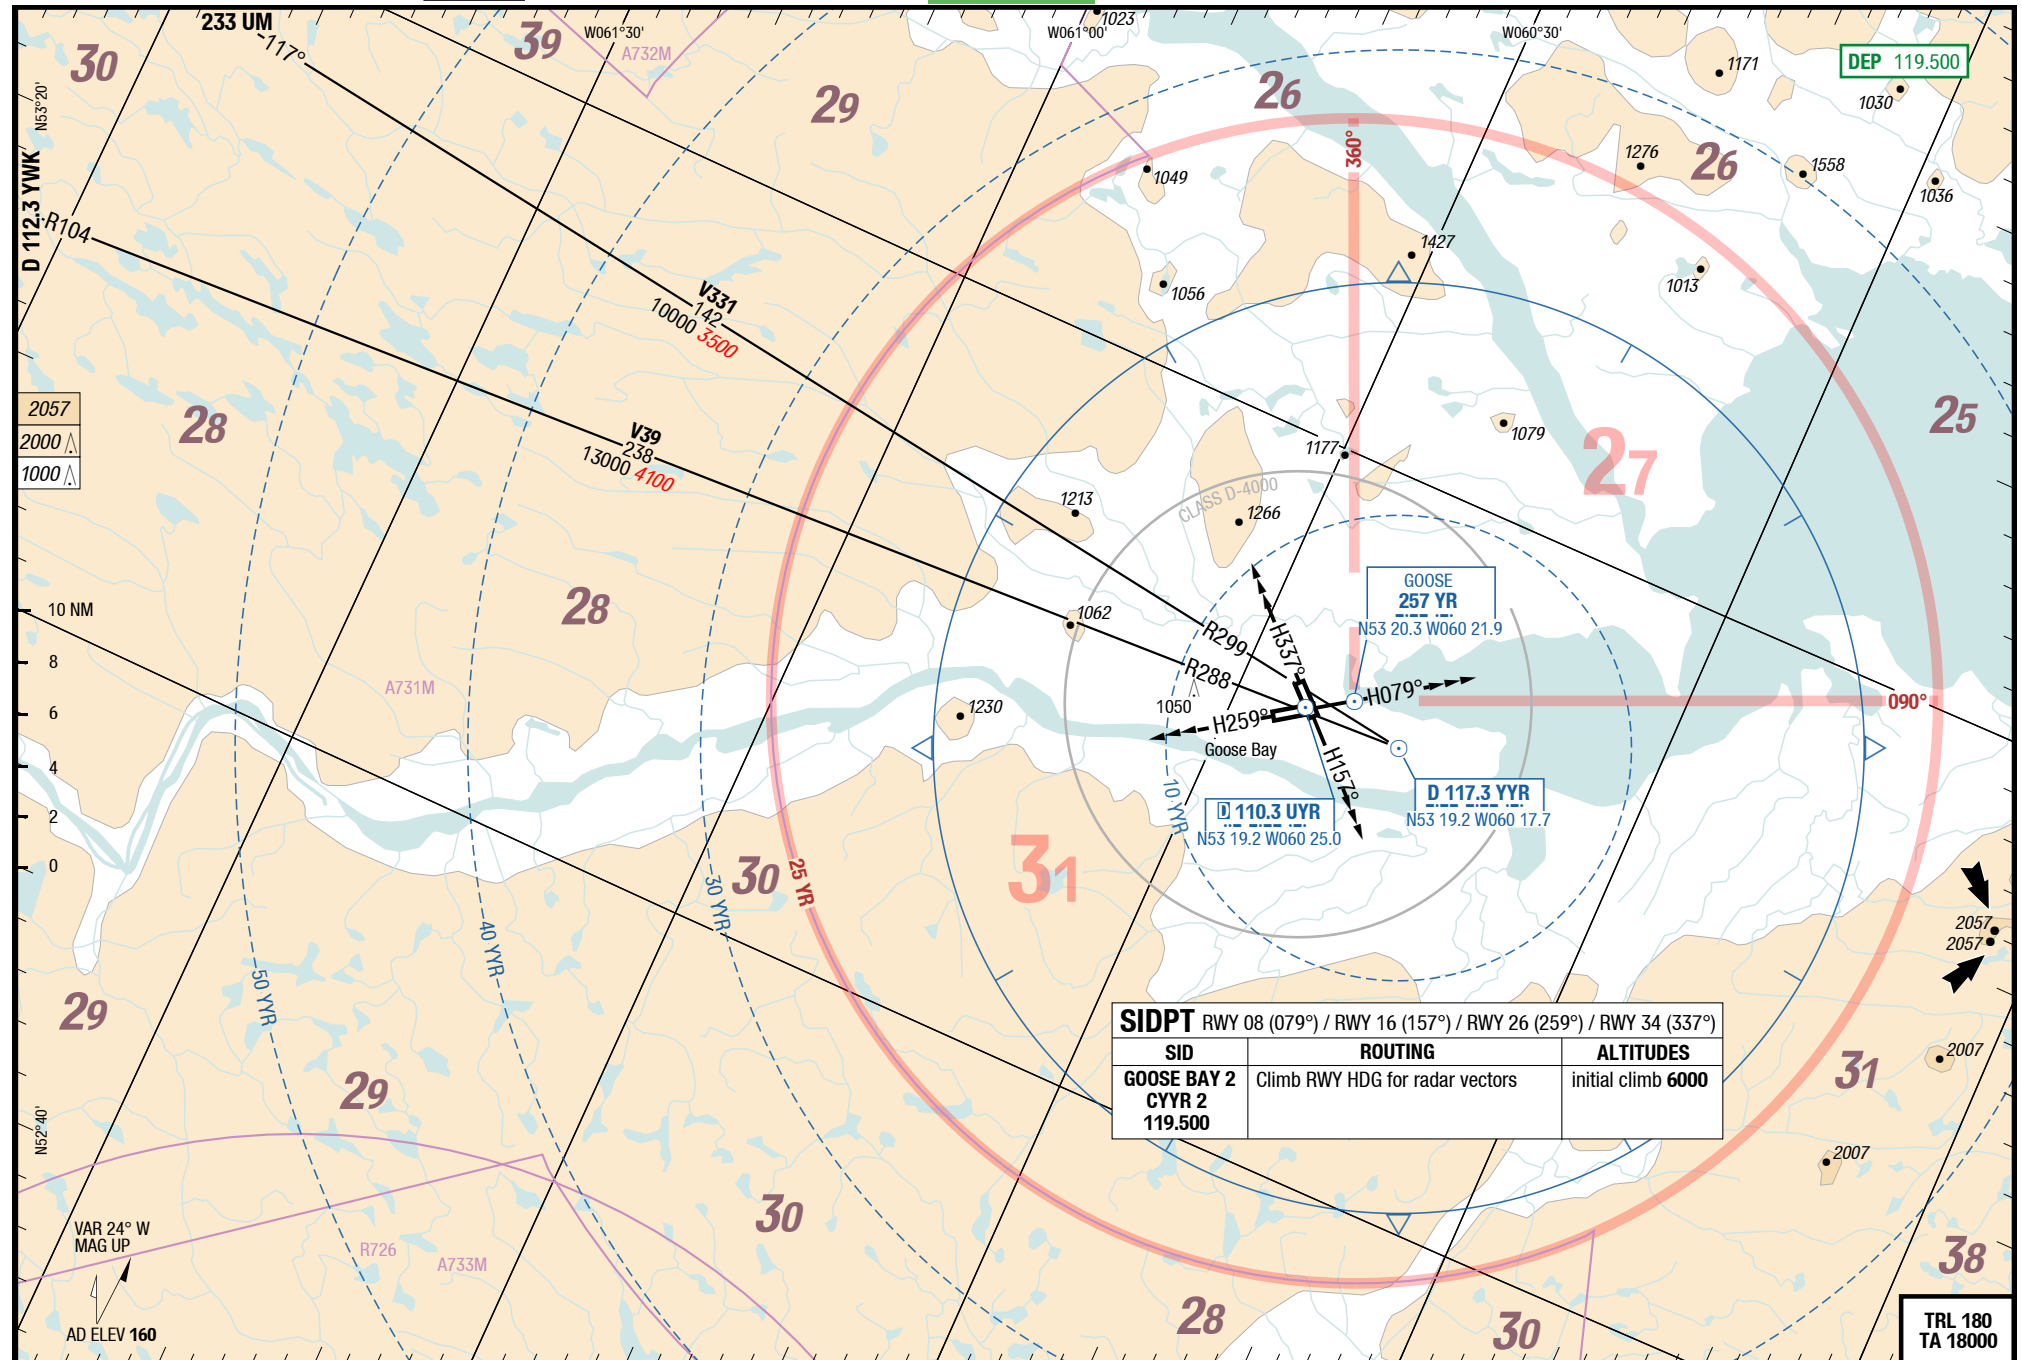 233 UM
117°
39
A732M
W061°30'
W061°00'
1023
W060°30'
1171
DEP 119.500
30
29
26
1030
N53°20'
360°
1276
26
1558
1036
1049
D 112.3 YWK
R104
1427
1056
1013
V331
142
10000 3500
2057
2000
1000
28
V39
238
13000 4100
1177
1079
27
25
CLASS D-4000
1213
1266
GOOSE
257 YR
N53 20.3 W060 21.9
10 NM
8
6
4
2
0
28
1062
R299
H337°
R288
A731M
1050
H259°
H079°
090°
1230
Goose Bay
H157°
D 110.3 UYR
N53 19.2 W060 25.0
D 117.3 YYR
N53 19.2 W060 17.7
10 YYR
31
30
25 YR
30 YYR
40 YYR
50 YYR
2057
2057
29
SIDPT RWY 08 (079°) / RWY 16 (157°) / RWY 26 (259°) / RWY 34 (337°)
SID ROUTING ALTITUDES
GOOSE BAY 2 Climb RWY HDG for radar vectors initial climb 6000
CYYR 2
119.500
2007
31
29
N52°40'
2007
30
VAR 24° W
MAG UP
R726
A733M
38
28
30
AD ELEV 160
TRL 180
TA 18000